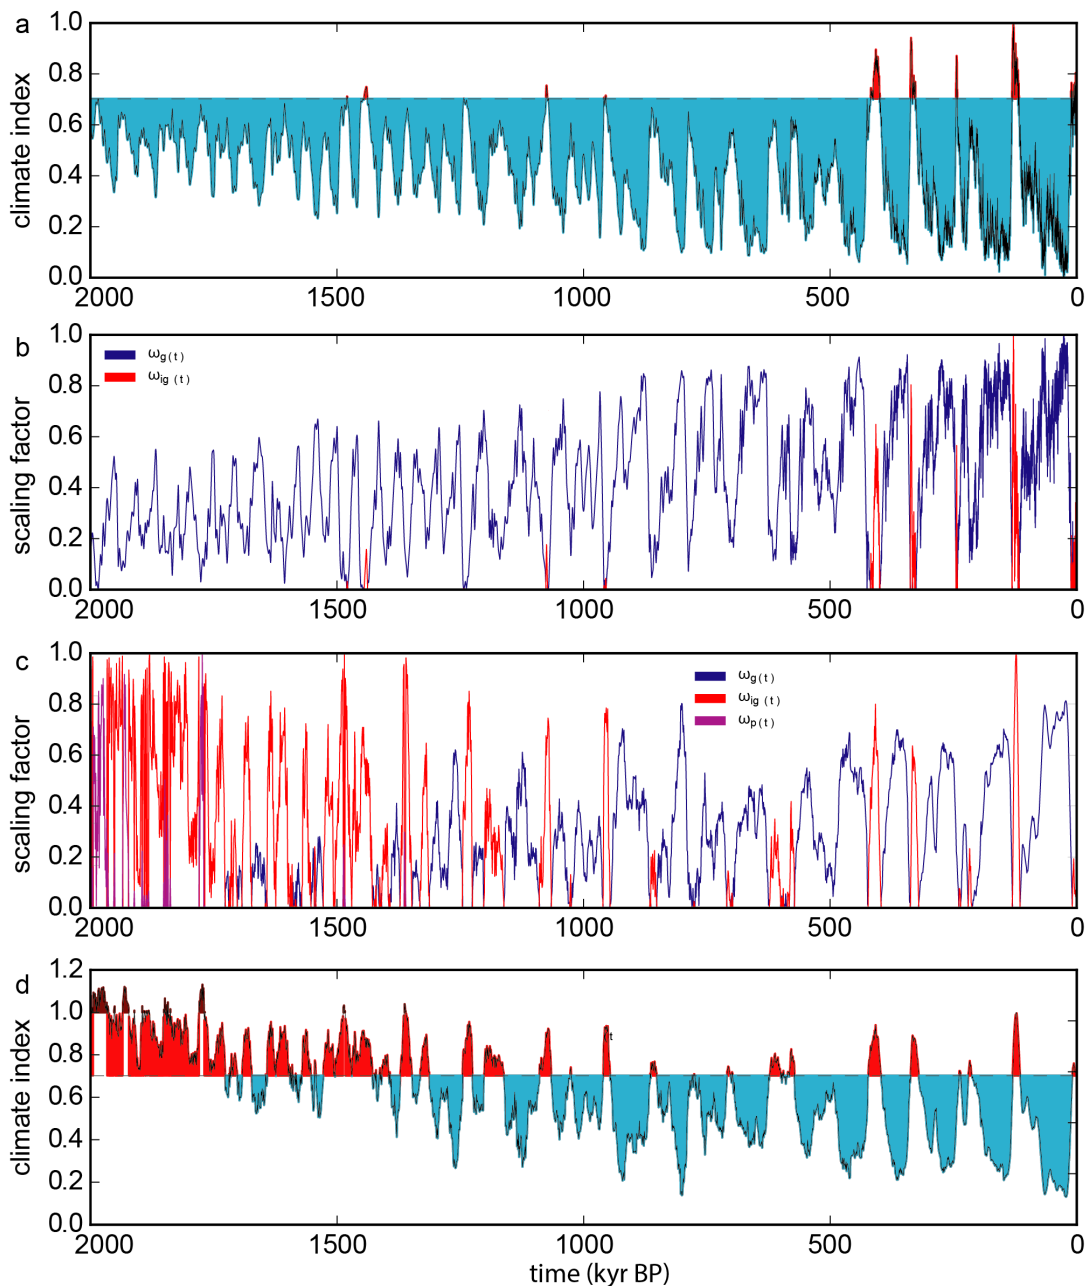 a
climate index
1.0
0.8
0.6
0.4
0.2
0.0
2000 1500 1000 500 0
b
scaling factor
1.0
0.8
0.6
0.4
0.2
0.0
ωg(t)
ωig (t)
2000 1500 1000 500 0
c
scaling factor
1.0
0.8
0.6
0.4
0.2
0.0
ωg(t)
ωig (t)
ωp(t)
2000 1500 1000 500 0
d
climate index
1.2
1.0
0.8
0.6
0.4
0.2
0.0
t
2000 1500 1000 500 0
time (kyr BP)